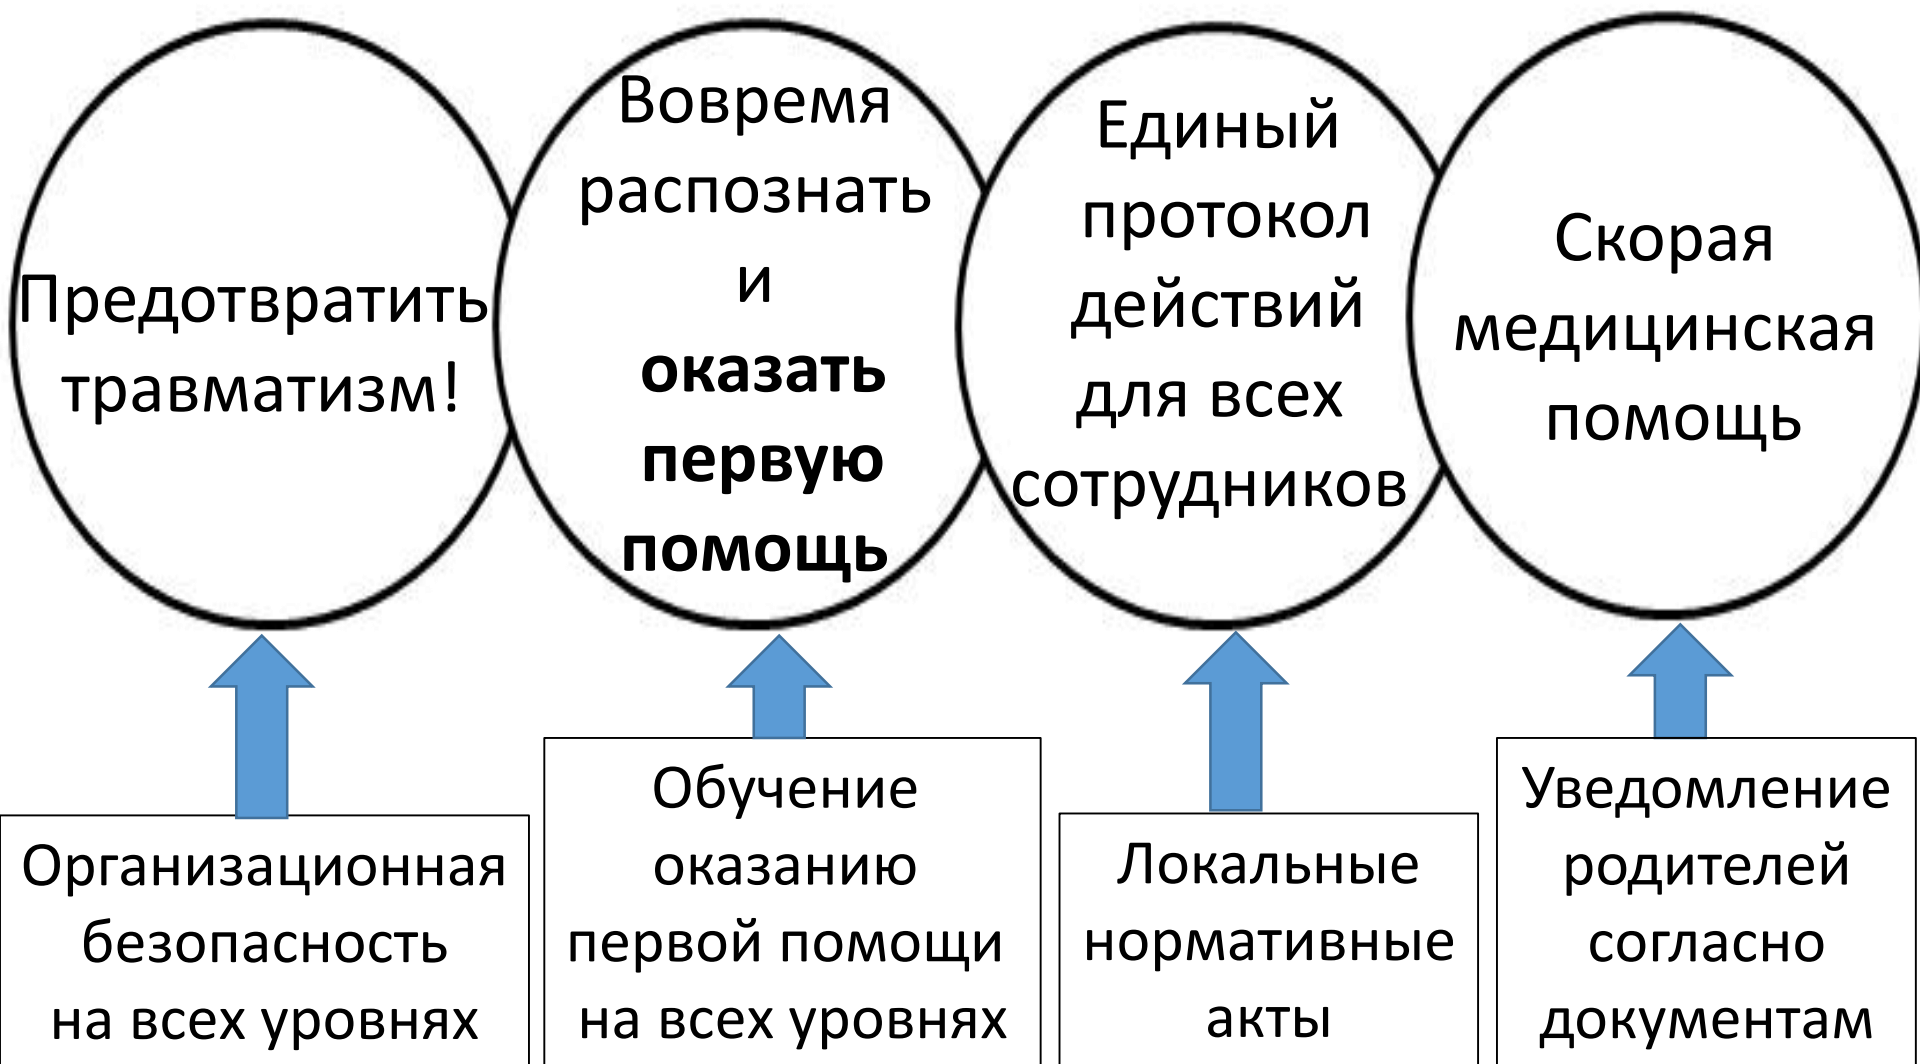 Предотвратить
травматизм!
Вовремя
распознать
и
оказать
первую
помощь
Единый
протокол
действий
для всех
сотрудников
Скорая
медицинская
помощь
Организационная
безопасность
на всех уровнях
Обучение
оказанию
первой помощи
на всех уровнях
Локальные
нормативные
акты
Уведомление
родителей
согласно
документам